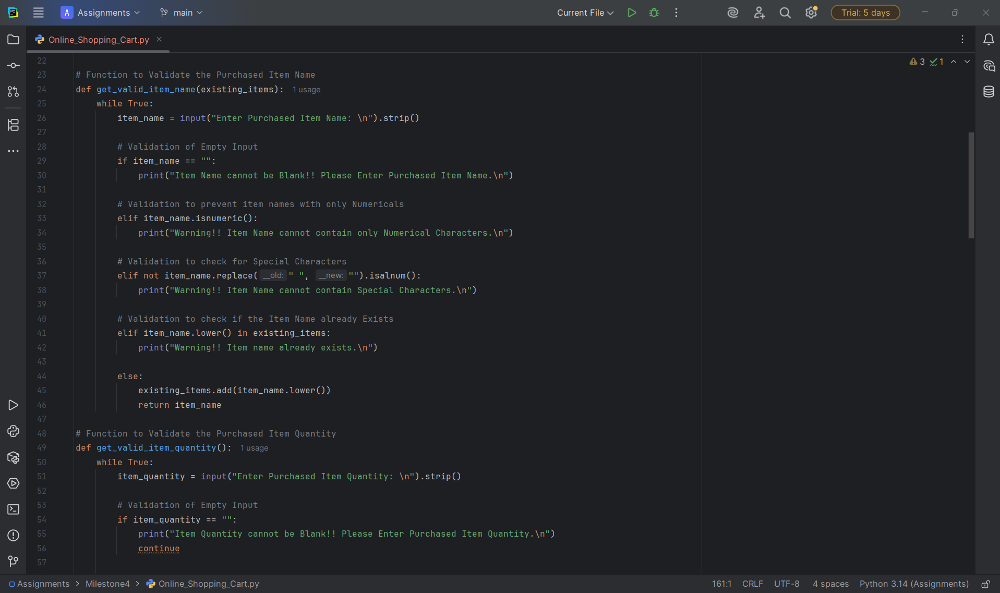 PC A Assignments main Current File Trial: 5 days
Online_Shopping_Cart.py
22
3 1
23 # Function to Validate the Purchased Item Name
24 def get_valid_item_name(existing_items): 1 usage
25 while True:
26 item_name = input("Enter Purchased Item Name: \n").strip()
27
28 # Validation of Empty Input
29 if item_name == "":
30 print("Item Name cannot be Blank!! Please Enter Purchased Item Name.\n")
31
32 # Validation to prevent item names with only Numericals
33 elif item_name.isnumeric():
34 print("Warning!! Item Name cannot contain only Numerical Characters.\n")
35
36 # Validation to check for Special Characters
37 elif not item_name.replace(__old: " ", __new: "").isalnum():
38 print("Warning!! Item Name cannot contain Special Characters.\n")
39
40 # Validation to check if the Item Name already Exists
41 elif item_name.lower() in existing_items:
42 print("Warning!! Item name already exists.\n")
43
44 else:
45 existing_items.add(item_name.lower())
46 return item_name
47
48 # Function to Validate the Purchased Item Quantity
49 def get_valid_item_quantity(): 1 usage
50 while True:
51 item_quantity = input("Enter Purchased Item Quantity: \n").strip()
52
53 # Validation of Empty Input
54 if item_quantity == "":
55 print("Item Quantity cannot be Blank!! Please Enter Purchased Item Quantity.\n")
56 continue
57
Assignments > Milestone4 > Online_Shopping_Cart.py 161:1 CRLF UTF-8 4 spaces Python 3.14 (Assignments)